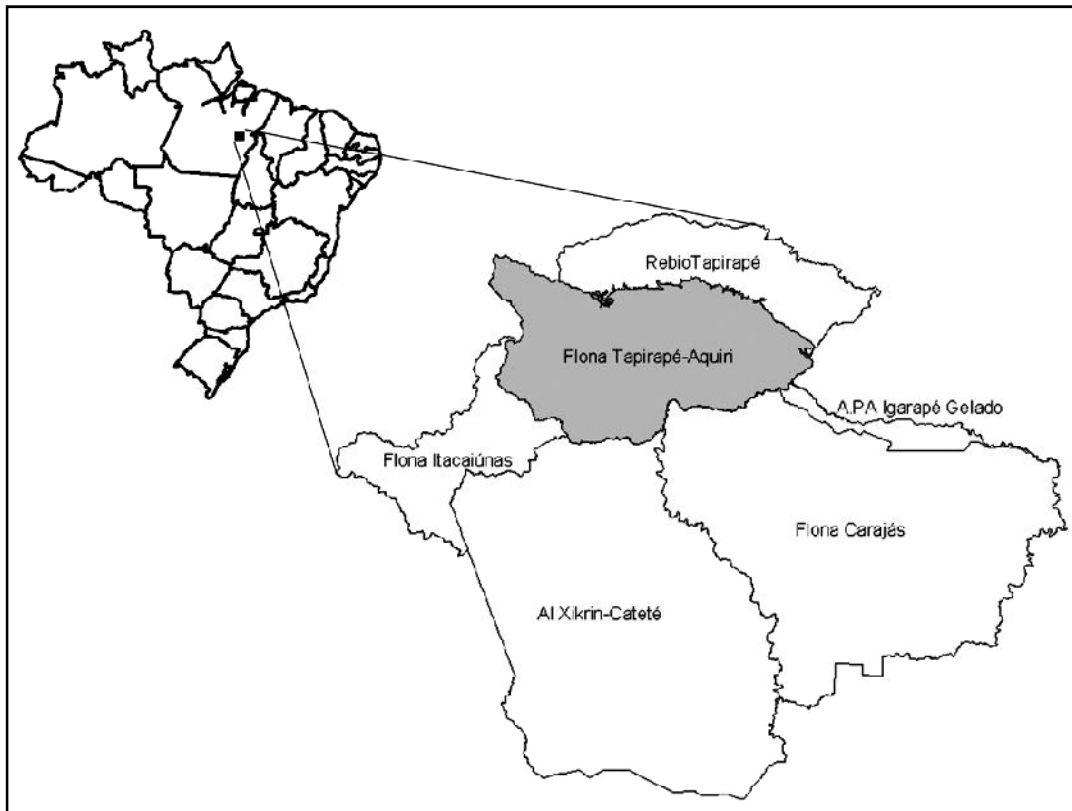 RebioTapirapé
Flona Tapirapé-Aquiri
A.P.A Igarapé Gelado
Flona Itacaiúnas
Flona Carajás
AI Xikrin-Cateté